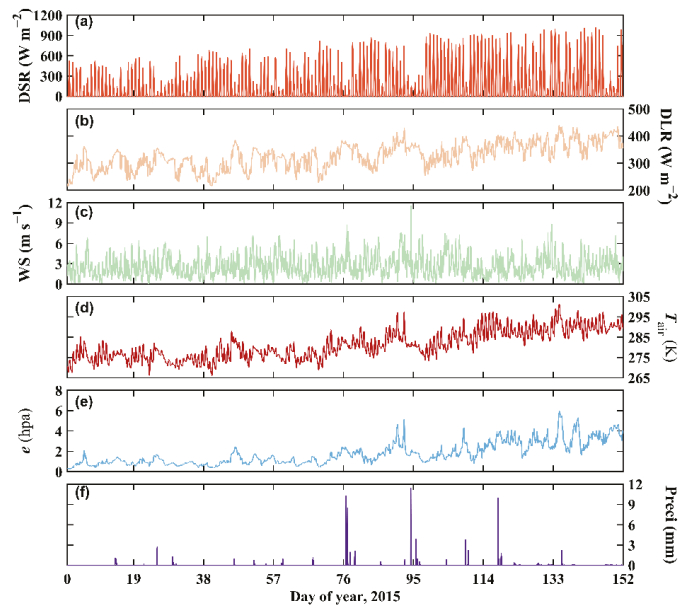 (a)
DSR (W m⁻²)
1200
900
600
300
0
(b)
DLR
(W m⁻²)
500
400
300
200
(c)
WS (m s⁻¹)
12
9
6
3
0
(d)
T air (K)
305
295
285
275
265
(e)
e (hpa)
8
6
4
2
0
(f)
Preci (mm)
12
9
6
3
0
0 19 38 57 76 95 114 133 152
Day of year, 2015